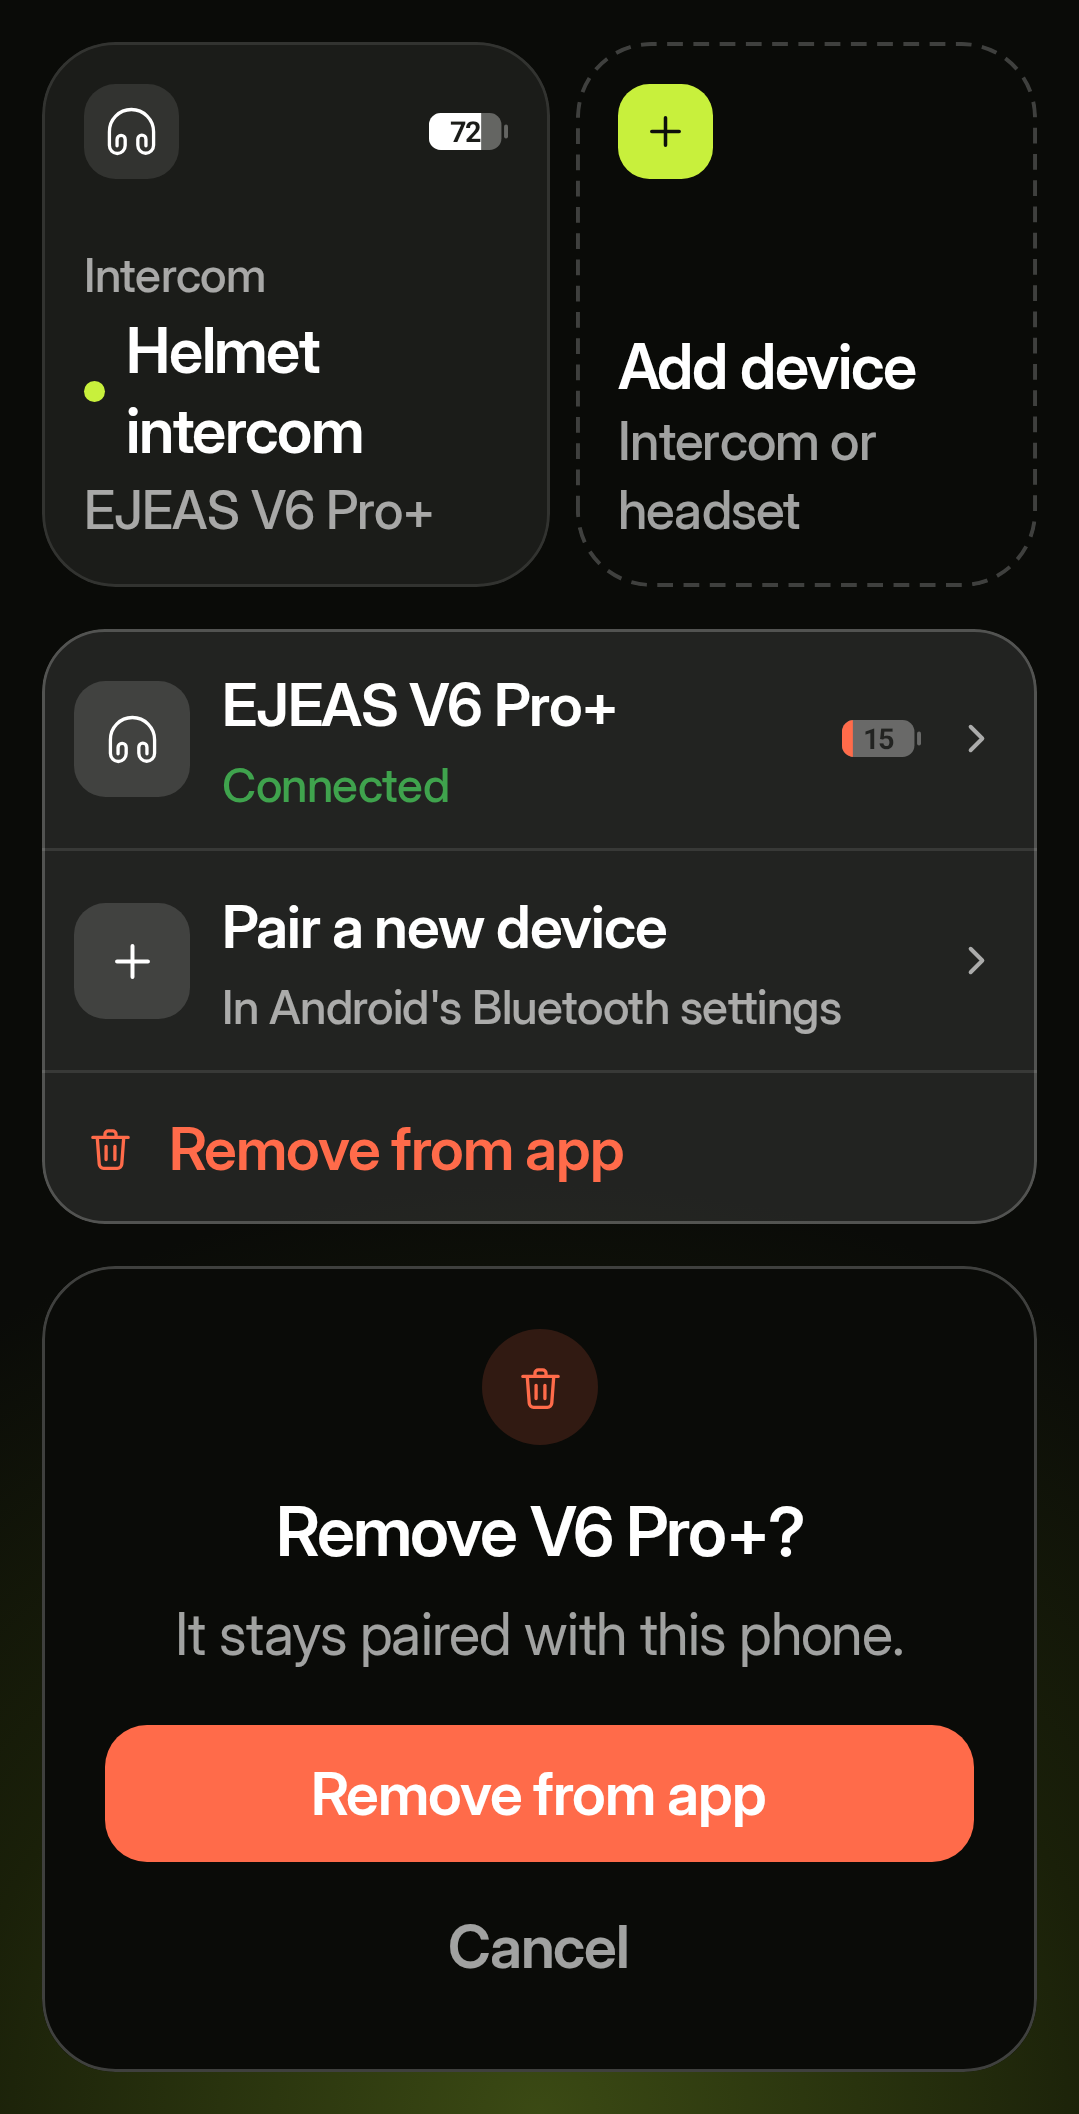 72
Intercom
Helmet
intercom
EJEAS V6 Pro+
Add device
Intercom or
headset
EJEAS V6 Pro+
Connected
15
Pair a new device
In Android's Bluetooth settings
Remove from app
Remove V6 Pro+?
It stays paired with this phone.
Remove from app
Cancel